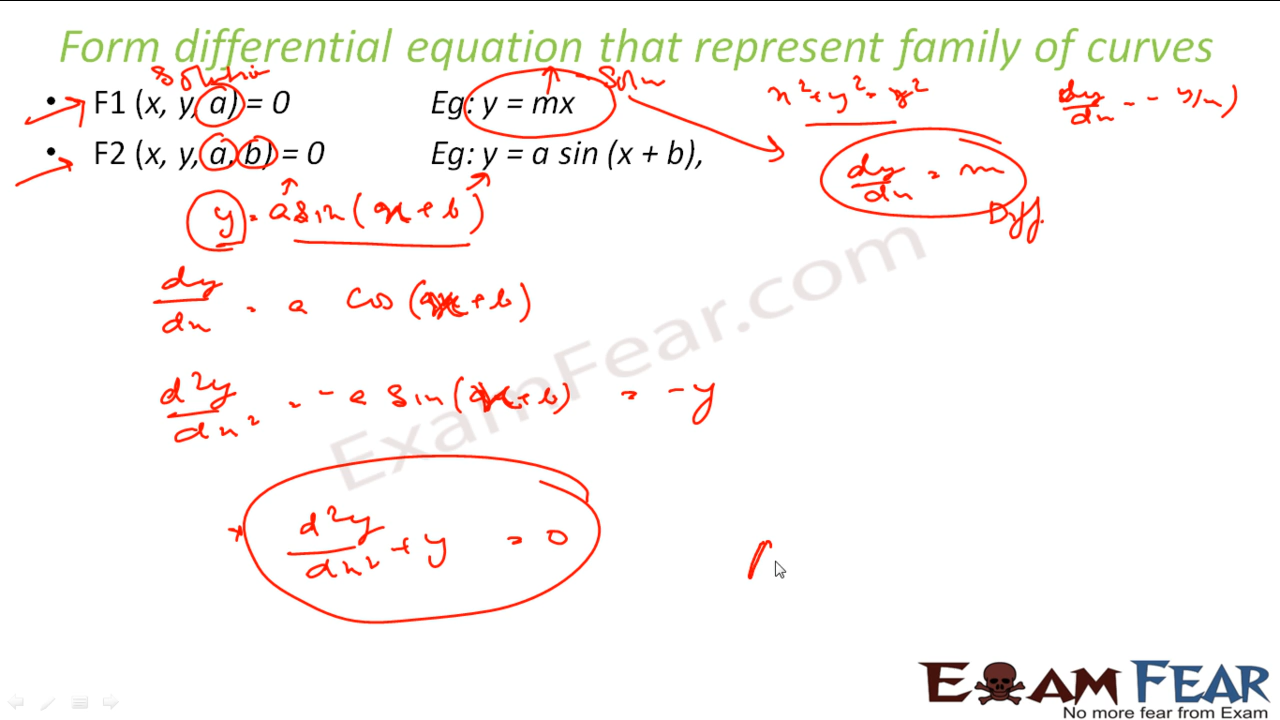 Form differential equation that represent family of curves
solution
Soln
• F1 (x, y, a) = 0 Eg: y = mx
x² + y² = r²
dy/dx = - y/x)
• F2 (x, y, a, b) = 0 Eg: y = a sin (x + b),
dy/dx = m
Diff.
y = a sin(x + b)
dy/dx = a cos(x + b)
d²y/dx² = - a sin(x + b) = -y
d²y/dx² + y = 0
ExamFear.com
EXAM FEAR
No more fear from Exam